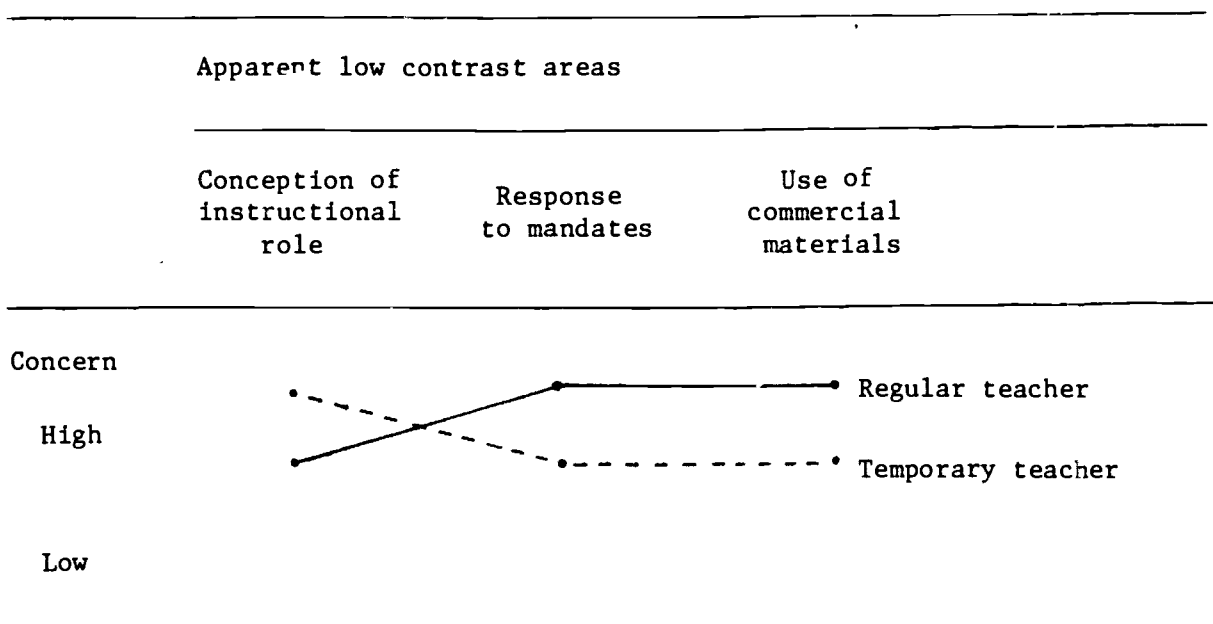 Apparent low contrast areas
Conception of
instructional
role
Response
to mandates
Use of
commercial
materials
Concern
High
Low
Regular teacher
Temporary teacher